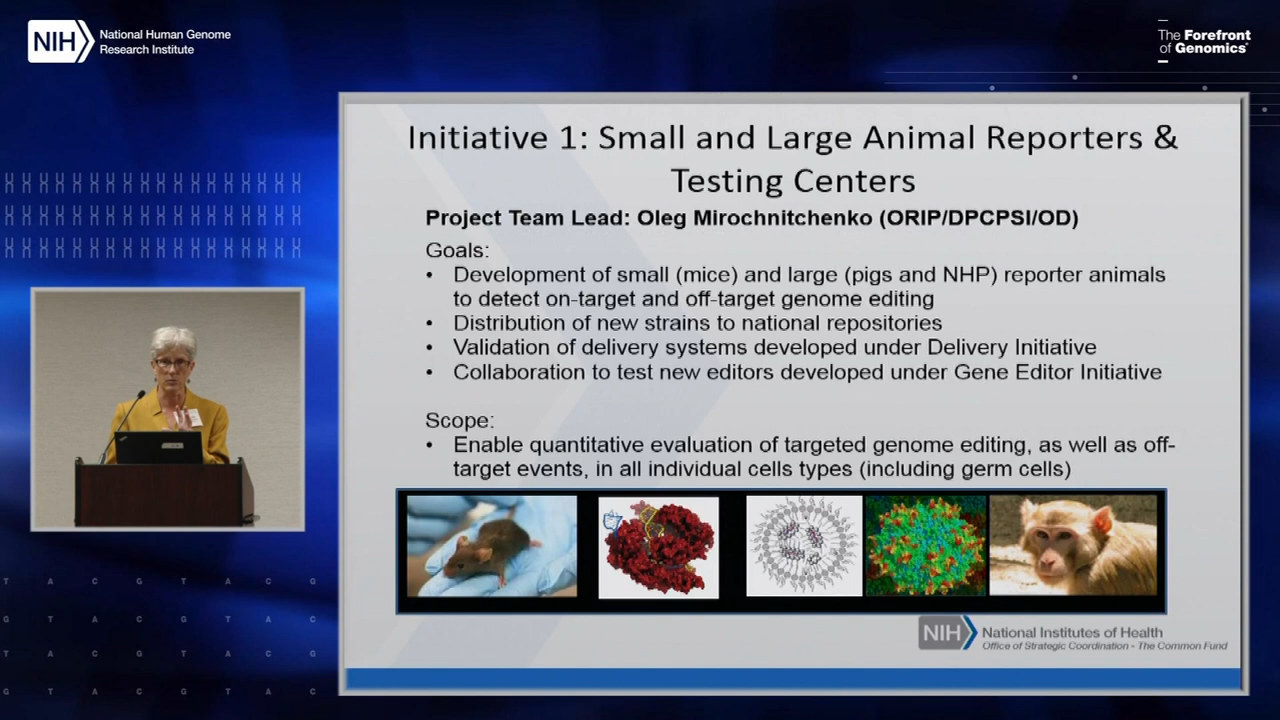 NIH
National Human Genome
Research Institute
The Forefront
of Genomics®
Initiative 1: Small and Large Animal Reporters &
Testing Centers
Project Team Lead: Oleg Mirochnitchenko (ORIP/DPCPSI/OD)
Goals:
• Development of small (mice) and large (pigs and NHP) reporter animals
to detect on-target and off-target genome editing
• Distribution of new strains to national repositories
• Validation of delivery systems developed under Delivery Initiative
• Collaboration to test new editors developed under Gene Editor Initiative
Scope:
• Enable quantitative evaluation of targeted genome editing, as well as off-
target events, in all individual cells types (including germ cells)
NIH
National Institutes of Health
Office of Strategic Coordination - The Common Fund
T A C G T A C G
G T A C G T A C
T A C G T A C G
G T A C G T A C